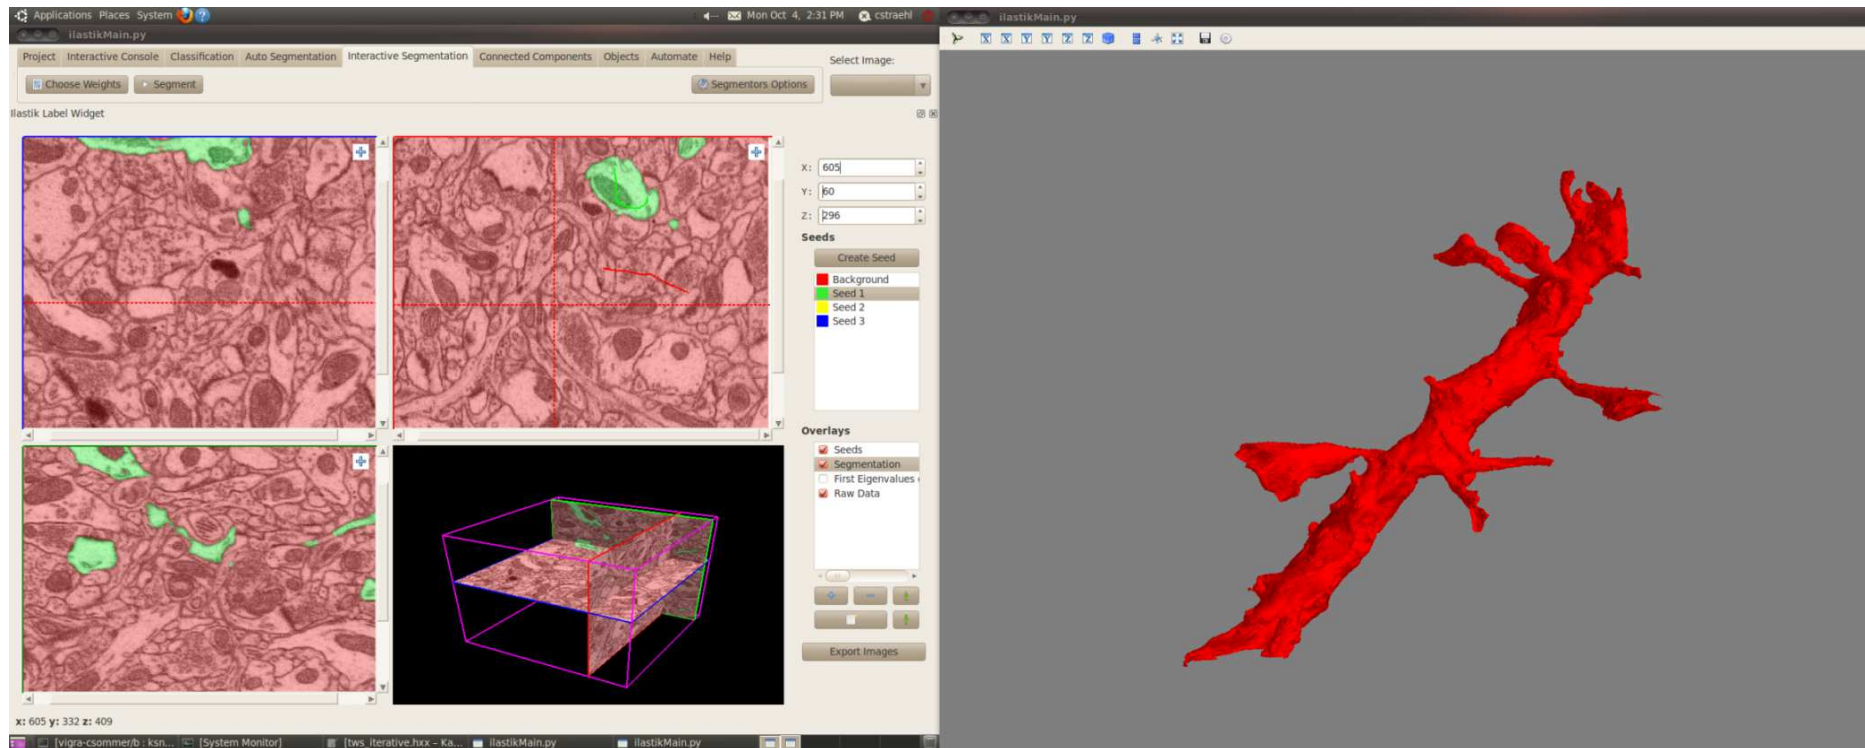 Applications Places System Mon Oct 4, 2:31 PM cstraehl
ilastikMain.py
ilastikMain.py
Project Interactive Console Classification Auto Segmentation Interactive Segmentation Connected Components Objects Automate Help
Select Image:
Choose Weights Segment Segmentors Options
Ilastik Label Widget
X: 605
Y: 60
Z: 296
Seeds
Create Seed
Background
Seed 1
Seed 2
Seed 3
Overlays
Seeds
Segmentation
First Eigenvalues
Raw Data
Export Images
x: 605 y: 332 z: 409
[vigra-csommer/b : ksn... [System Monitor] [tws_iterative.hxx – Ka... ilastikMain.py ilastikMain.py